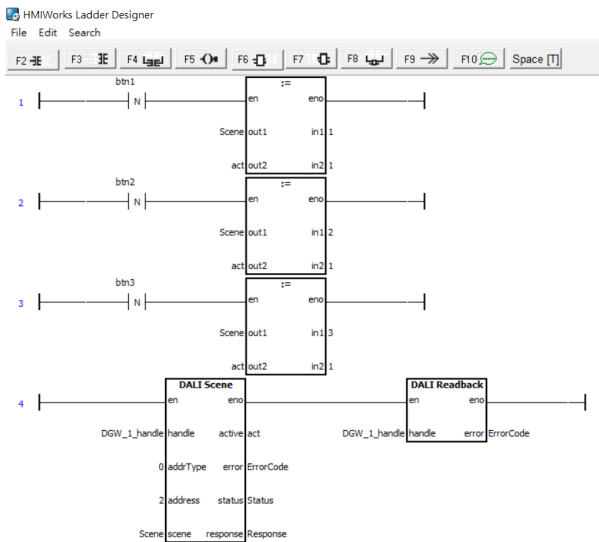 HMIWorks Ladder Designer
File Edit Search
F2 F3 F4 F5 F6 F7 F8 F9 F10 Space [T]
btn1 :=
1 N en eno
Scene out1 in1 1
act out2 in2 1
btn2 :=
2 N en eno
Scene out1 in1 2
act out2 in2 1
btn3 :=
3 N en eno
Scene out1 in1 3
act out2 in2 1
DALI Scene DALI Readback
4 en eno en eno
DGW_1_handle handle active act DGW_1_handle handle error ErrorCode
0 addrType error ErrorCode
2 address status Status
Scene scene response Response